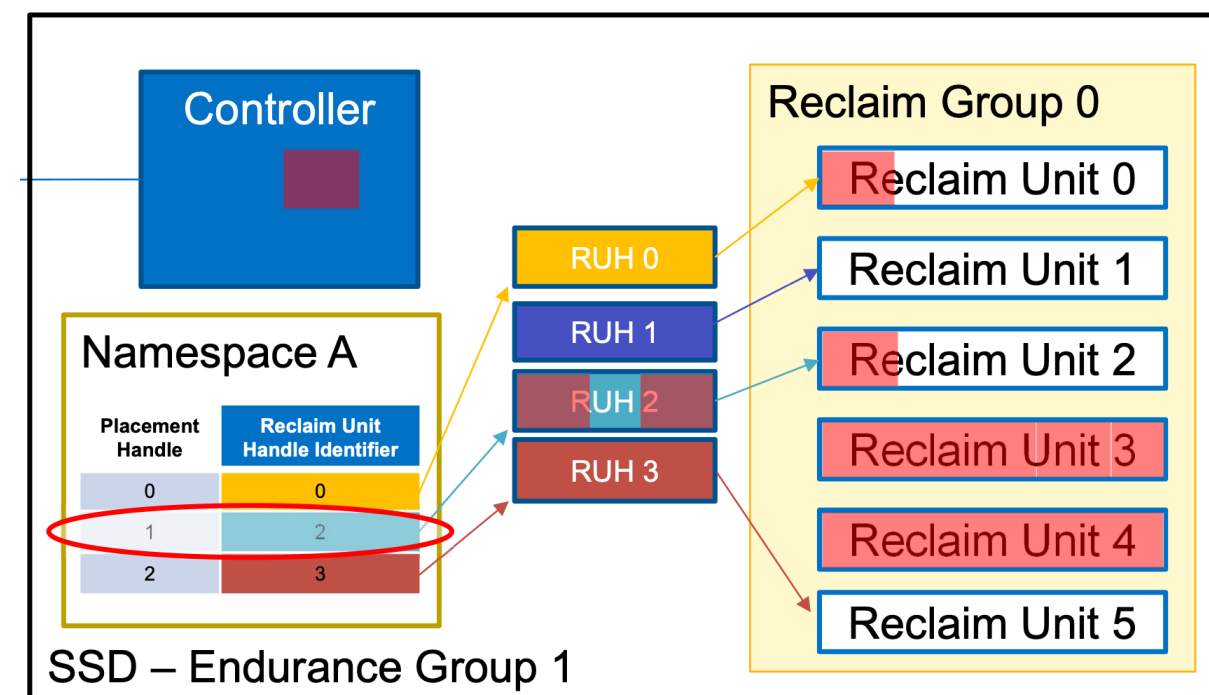 Controller
Namespace A
Placement Handle
Reclaim Unit Handle Identifier
0 0
1 2
2 3
SSD – Endurance Group 1
RUH 0
RUH 1
RUH 2
RUH 3
Reclaim Group 0
Reclaim Unit 0
Reclaim Unit 1
Reclaim Unit 2
Reclaim Unit 3
Reclaim Unit 4
Reclaim Unit 5